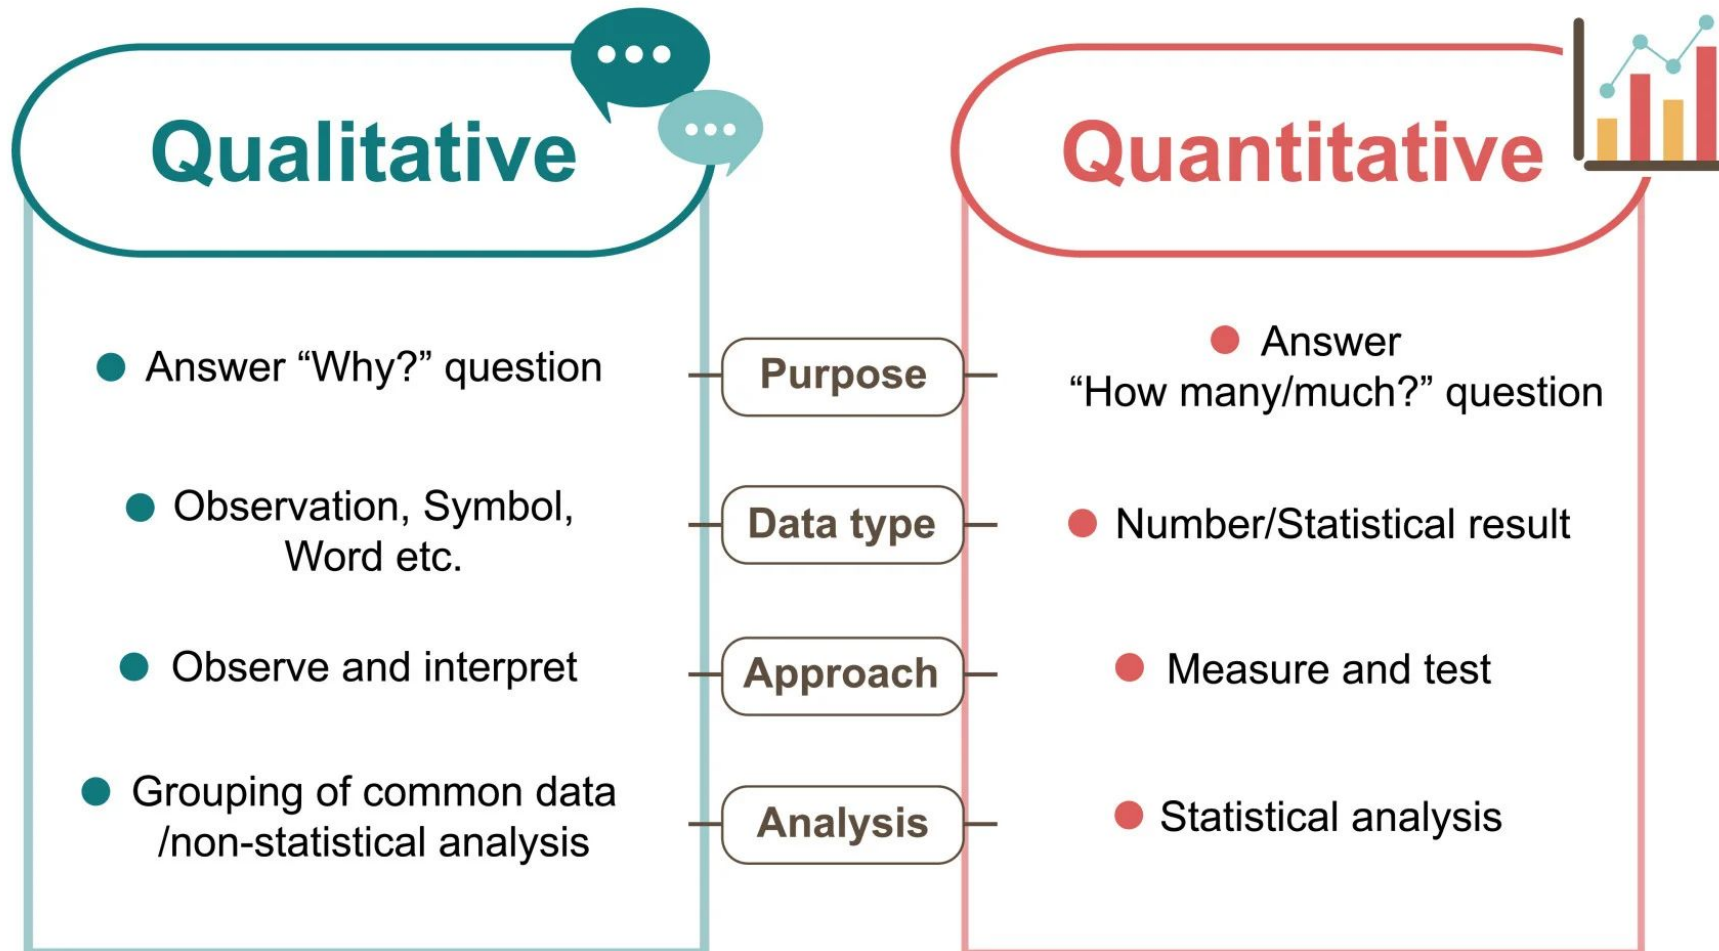 Qualitative
Quantitative
Answer “Why?” question
Purpose
Answer
“How many/much?” question
Observation, Symbol,
Word etc.
Data type
Number/Statistical result
Observe and interpret
Approach
Measure and test
Grouping of common data
/non-statistical analysis
Analysis
Statistical analysis